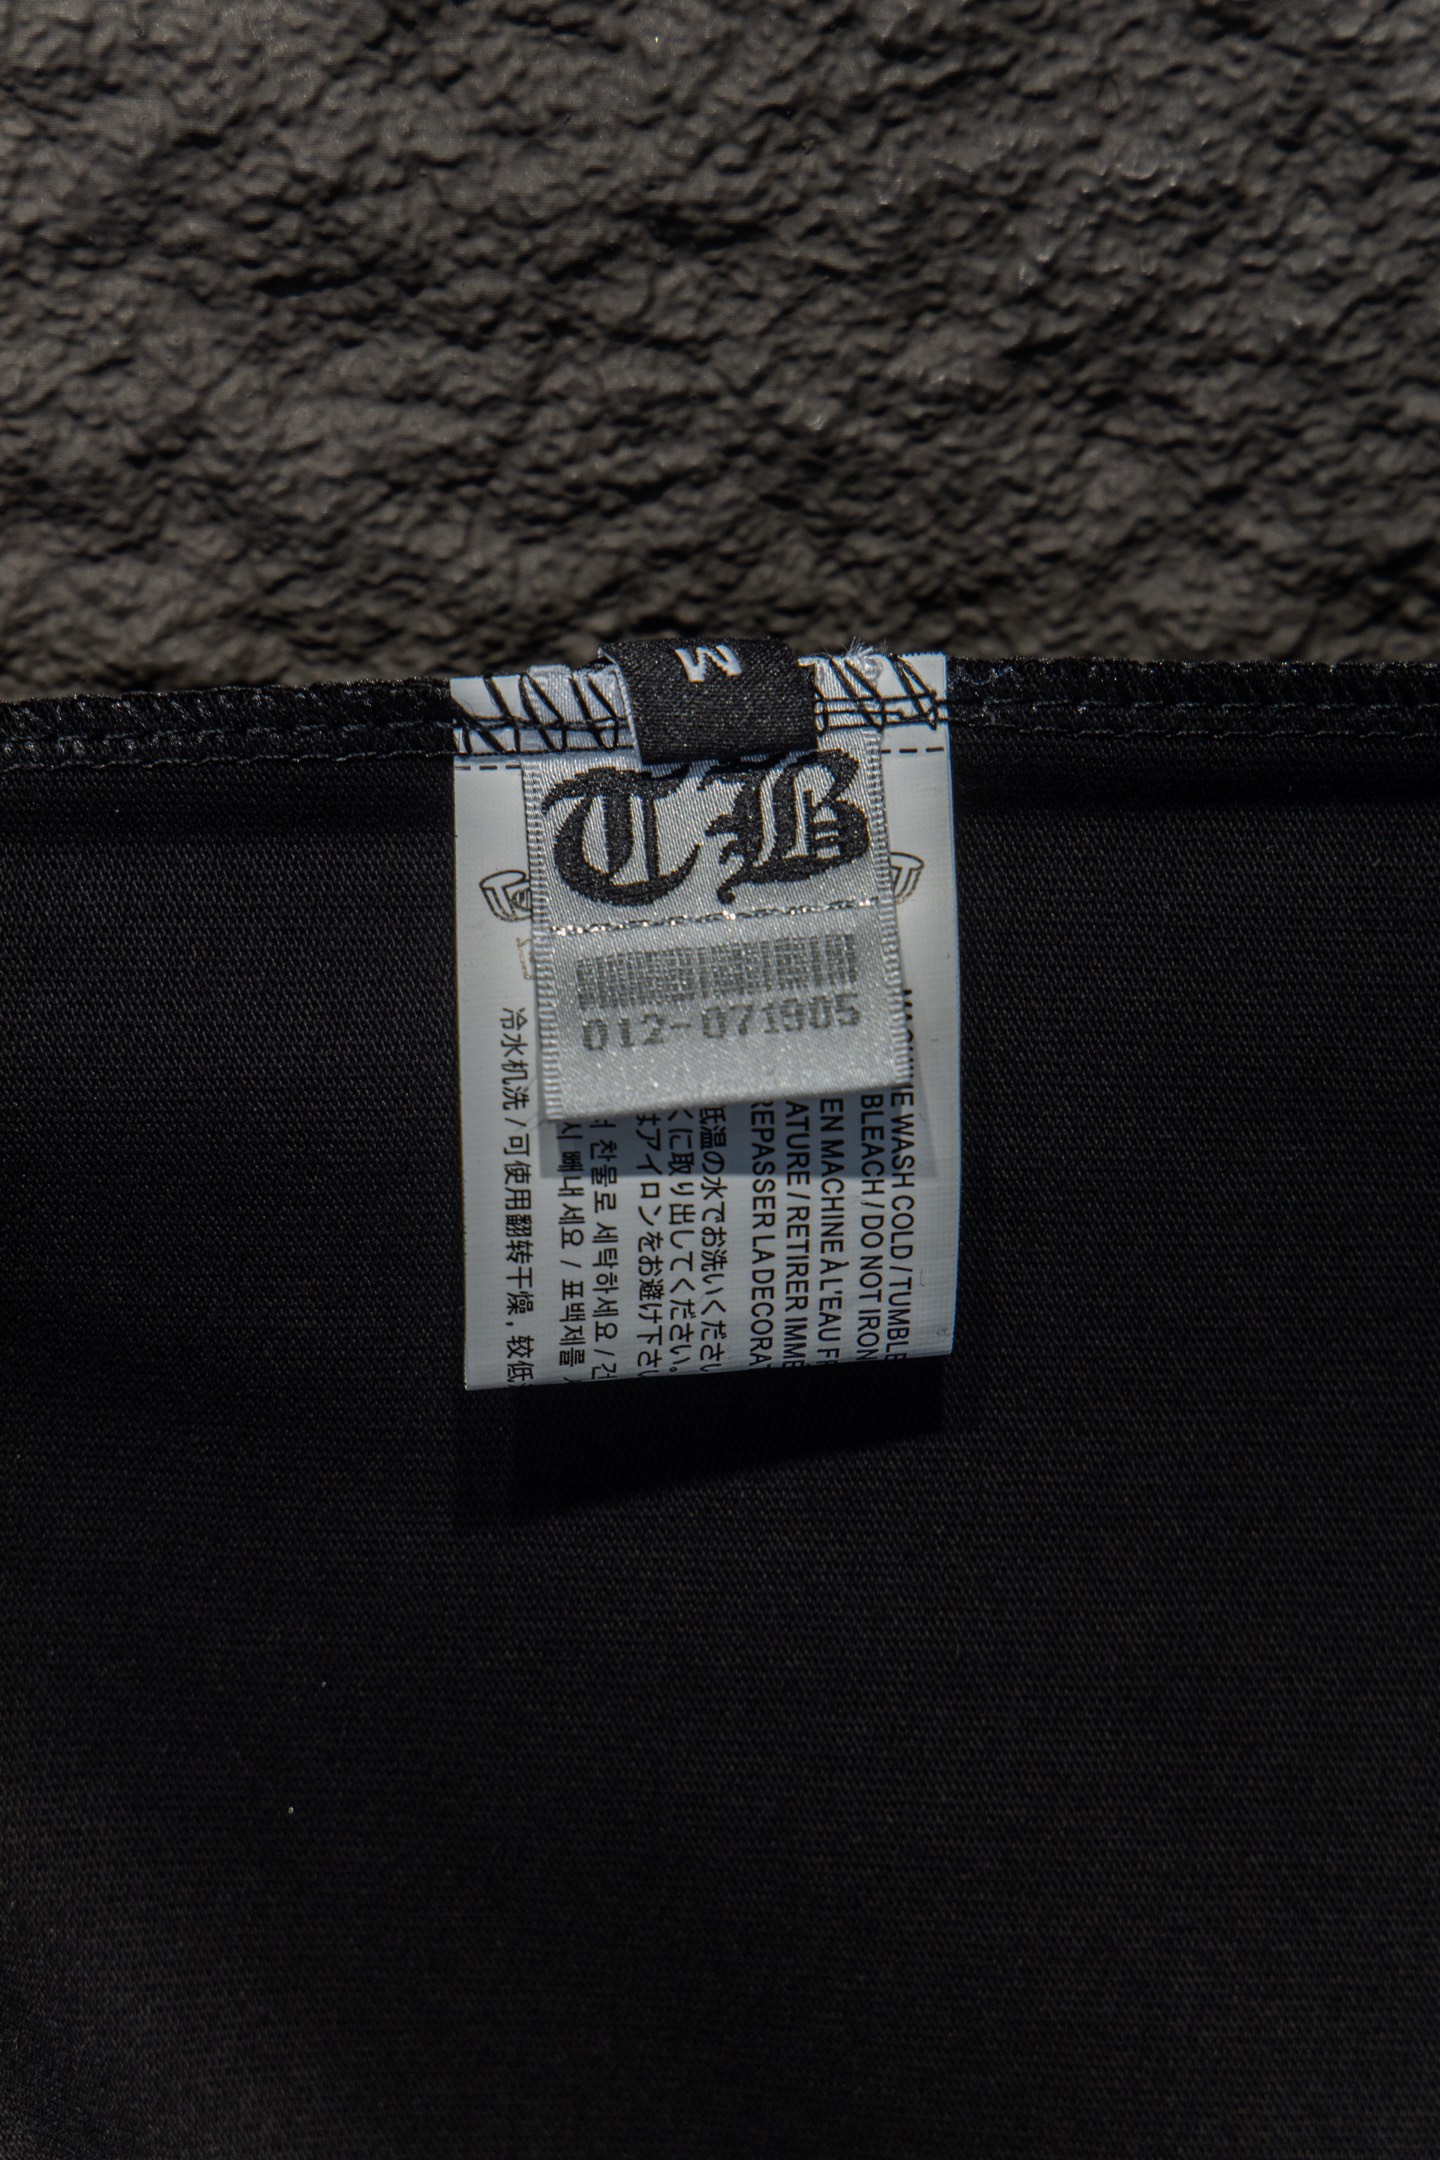 M
TB
012-071905
WASH COLD / TUMBLE
BLEACH / DO NOT IRON
EN MACHINE À L'EAU
/ RETIRER
REPASSER LA
低温の水でお洗いください
くに取り出してください。
はアイロンをお避け下さい
찬물로 세탁하세요 /
빼내세요 / 표백제를
冷水机洗 / 可使用翻转干燥, 较低